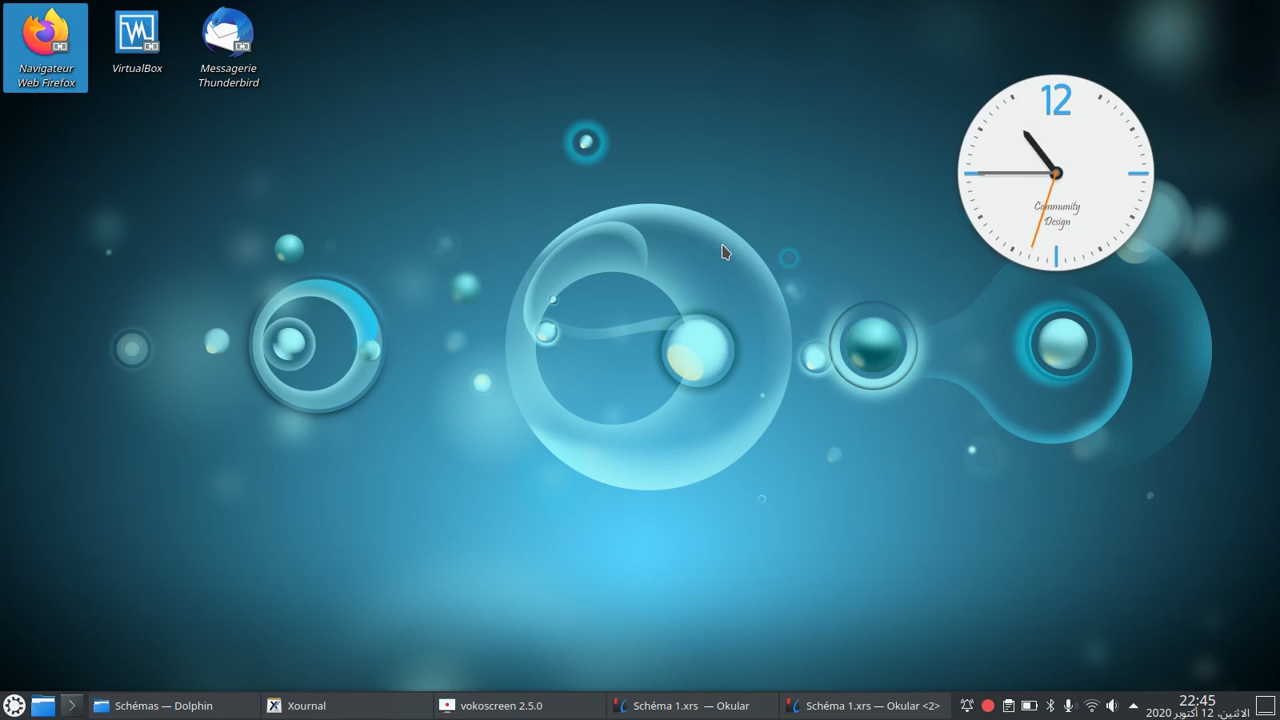 Navigateur
Web Firefox
VirtualBox
Messagerie
Thunderbird
12
Community
Design
Schémas — Dolphin
Xournal
vokoscreen 2.5.0
Schéma 1.xrs — Okular
Schéma 1.xrs — Okular <2>
22:45
الاثنين، 12 أكتوبر 2020